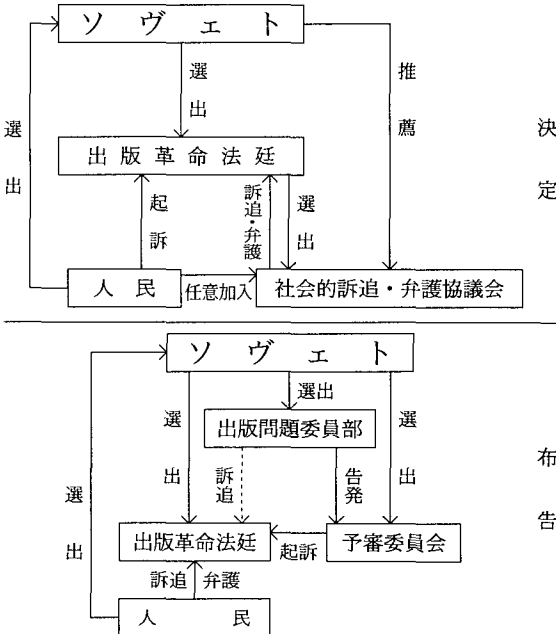 ソヴェト
選出
推薦
選出
決定
出版革命法廷
起訴
訴追・弁護
選出
人民
任意加入
社会的訴追・弁護協議会
ソヴェト
選出
選出
選出
出版問題委員部
訴追
告発
選出
布告
出版革命法廷
起訴
予審委員会
訴追
弁護
人民